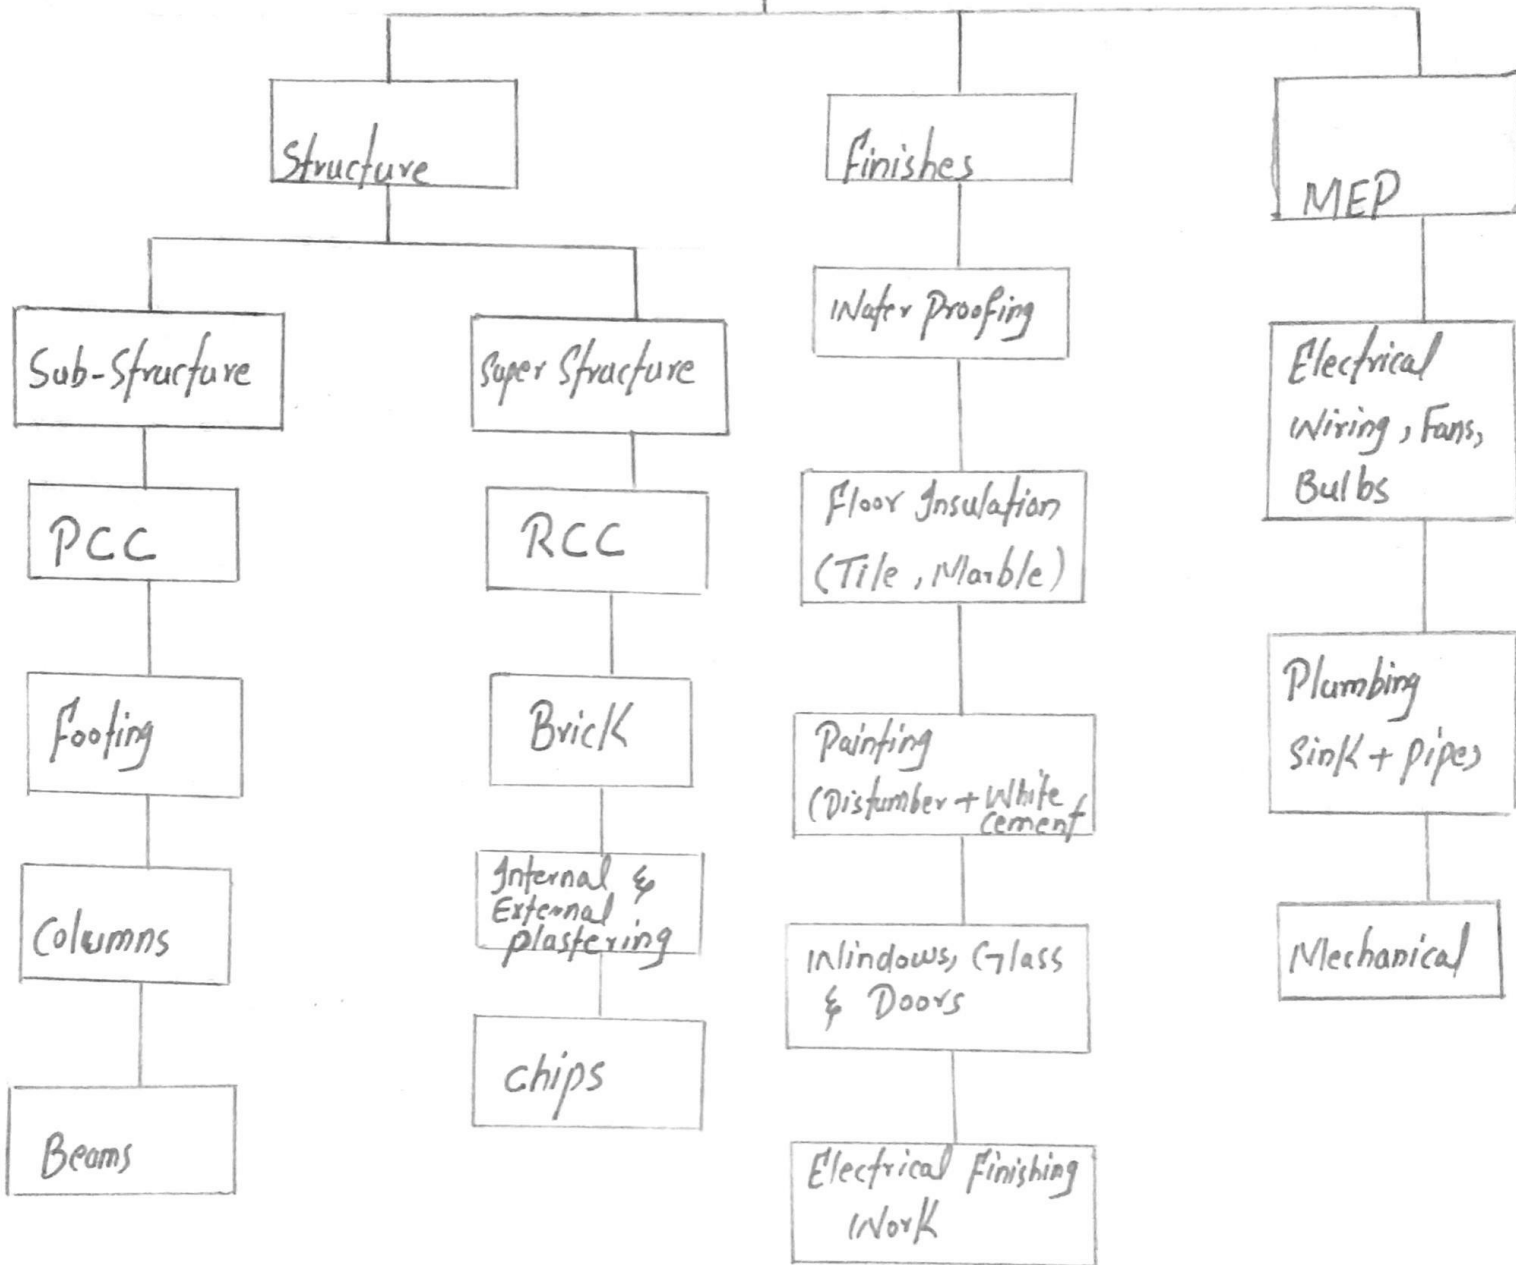 Structure
Finishes
MEP
Sub-Structure
Super Structure
Water Proofing
Electrical
Wiring, Fans,
Bulbs
PCC
RCC
Floor Insulation
(Tile, Marble)
Footing
Brick
Painting
(Distumber + White
cement
Plumbing
Sink + pipes
Columns
Internal &
External
plastering
Windows, Glass
& Doors
Mechanical
Beams
chips
Electrical Finishing
Work